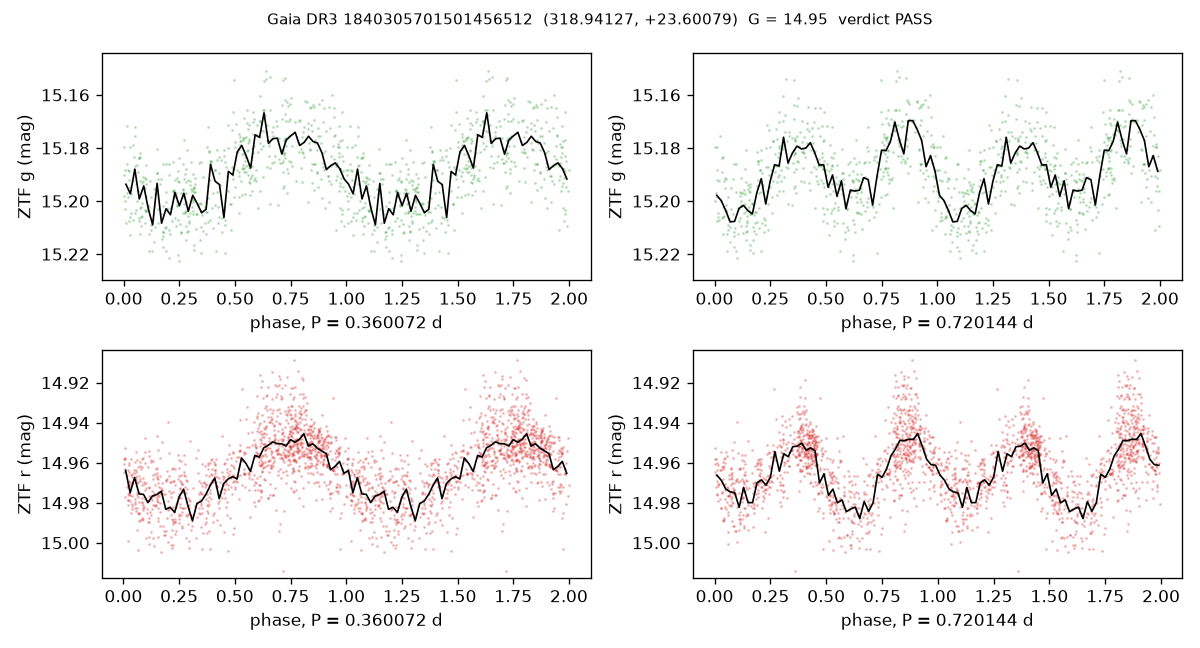 Gaia DR3 1840305701501456512 (318.94127, +23.60079) G = 14.95 verdict PASS
ZTF g (mag)
15.16
15.18
15.20
15.22
0.00 0.25 0.50 0.75 1.00 1.25 1.50 1.75 2.00
phase, P = 0.360072 d
ZTF g (mag)
15.16
15.18
15.20
15.22
0.00 0.25 0.50 0.75 1.00 1.25 1.50 1.75 2.00
phase, P = 0.720144 d
ZTF r (mag)
14.92
14.94
14.96
14.98
15.00
0.00 0.25 0.50 0.75 1.00 1.25 1.50 1.75 2.00
phase, P = 0.360072 d
ZTF r (mag)
14.92
14.94
14.96
14.98
15.00
0.00 0.25 0.50 0.75 1.00 1.25 1.50 1.75 2.00
phase, P = 0.720144 d